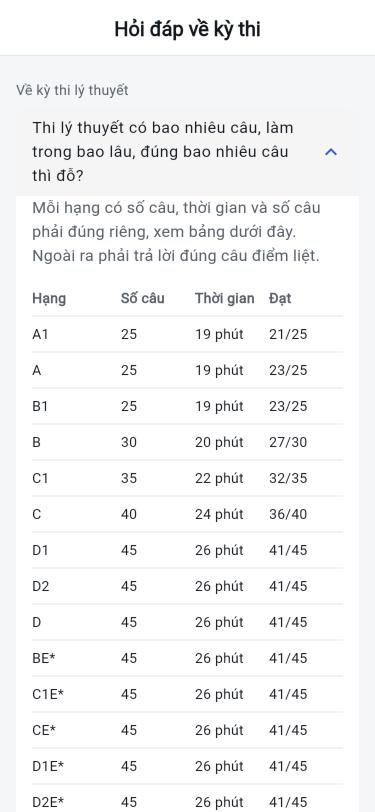 Hỏi đáp về kỳ thi
Về kỳ thi lý thuyết
Thi lý thuyết có bao nhiêu câu, làm
trong bao lâu, đúng bao nhiêu câu
thì đỗ?
Mỗi hạng có số câu, thời gian và số câu
phải đúng riêng, xem bảng dưới đây.
Ngoài ra phải trả lời đúng câu điểm liệt.
Hạng Số câu Thời gian Đạt
A1 25 19 phút 21/25
A 25 19 phút 23/25
B1 25 19 phút 23/25
B 30 20 phút 27/30
C1 35 22 phút 32/35
C 40 24 phút 36/40
D1 45 26 phút 41/45
D2 45 26 phút 41/45
D 45 26 phút 41/45
BE* 45 26 phút 41/45
C1E* 45 26 phút 41/45
CE* 45 26 phút 41/45
D1E* 45 26 phút 41/45
D2E* 45 26 phút 41/45